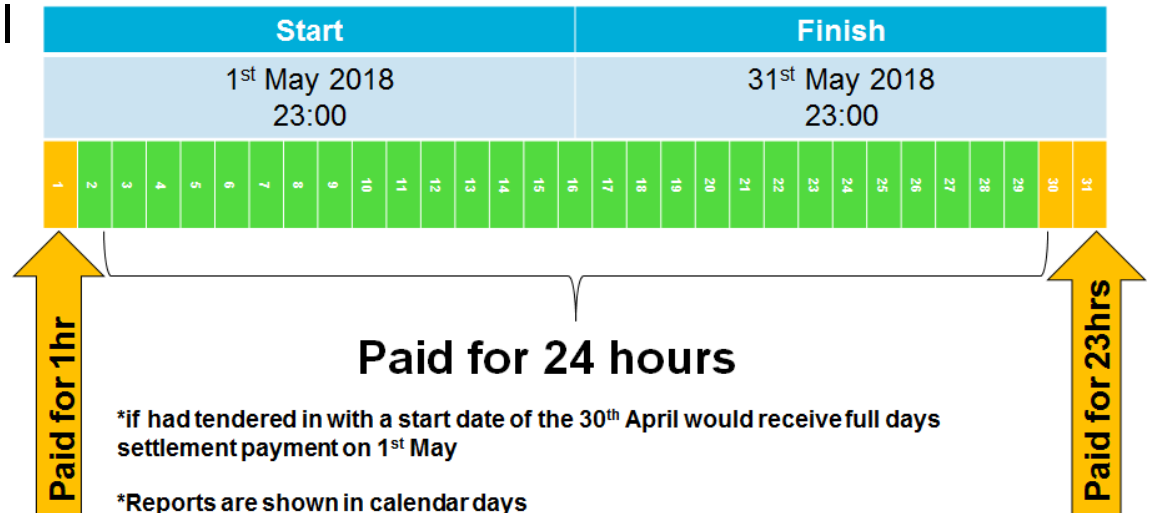 Start Finish
1st May 2018 31st May 2018
23:00 23:00
1 2 3 4 5 6 7 8 9 10 11 12 13 14 15 16 17 18 19 20 21 22 23 24 25 26 27 28 29 30 31
Paid for 1hr
Paid for 24 hours
Paid for 23hrs
*if had tendered in with a start date of the 30th April would receive full days
settlement payment on 1st May
*Reports are shown in calendar days